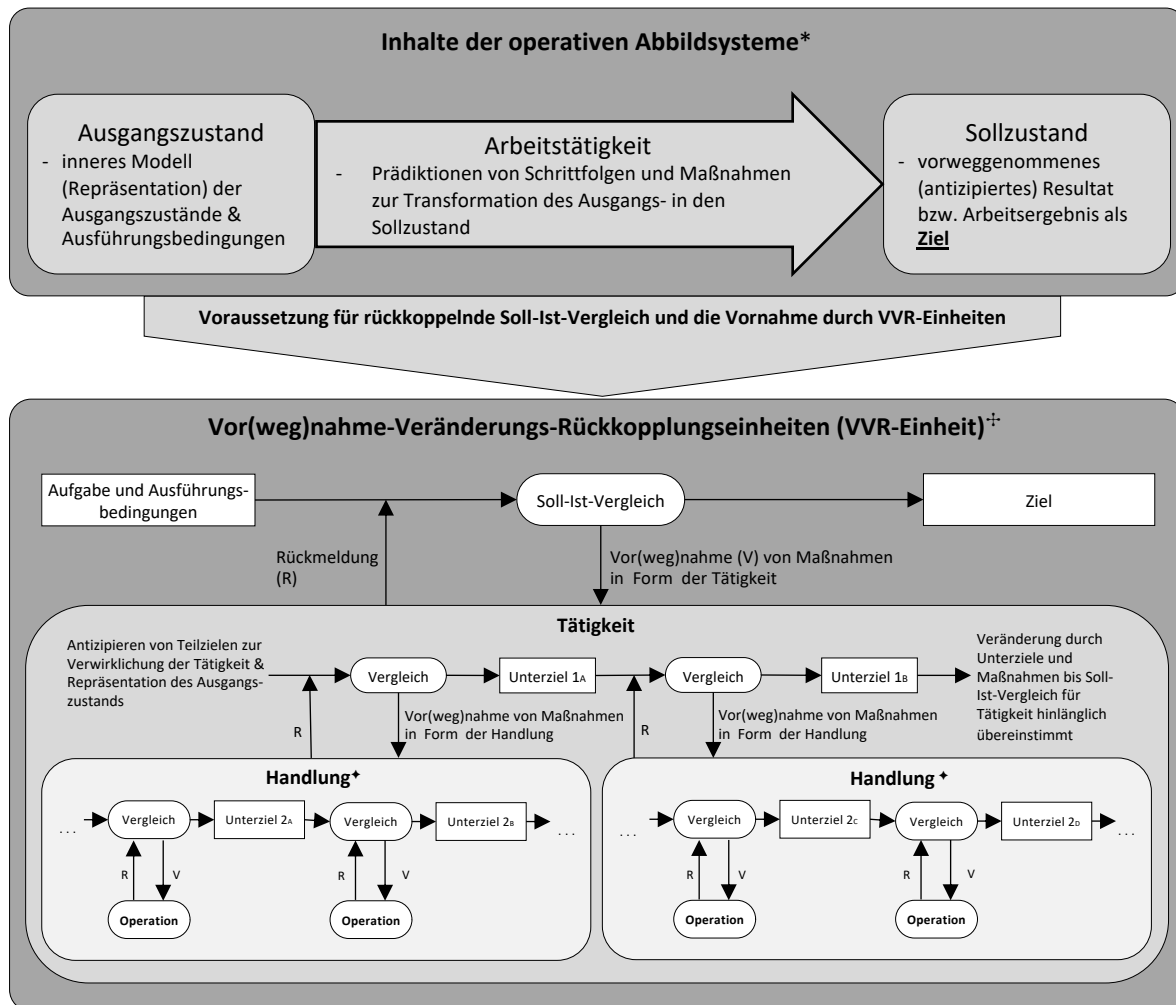 Inhalte der operativen Abbildsysteme*
Ausgangszustand
- inneres Modell
(Repräsentation) der
Ausgangszustände &
Ausführungsbedingungen
Arbeitstätigkeit
- Prädiktionen von Schrittfolgen und Maßnahmen
zur Transformation des Ausgangs- in den
Sollzustand
Sollzustand
- vorweggenommenes
(antizipiertes) Resultat
bzw. Arbeitsergebnis als
Ziel
Voraussetzung für rückkoppelnde Soll-Ist-Vergleich und die Vornahme durch VVR-Einheiten
Vor(weg)nahme-Veränderungs-Rückkopplungseinheiten (VVR-Einheit)⸭
Aufgabe und Ausführungs-
bedingungen
Soll-Ist-Vergleich
Ziel
Rückmeldung
(R)
Vor(weg)nahme (V) von Maßnahmen
in Form der Tätigkeit
Tätigkeit
Antizipieren von Teilzielen zur
Verwirklichung der Tätigkeit &
Repräsentation des Ausgangs-
zustands
Vergleich
Unterziel 1A
Vergleich
Unterziel 1B
Veränderung durch
Unterziele und
Maßnahmen bis Soll-
Ist-Vergleich für
Tätigkeit hinlänglich
übereinstimmt
R
Vor(weg)nahme von Maßnahmen
in Form der Handlung
R
Vor(weg)nahme von Maßnahmen
in Form der Handlung
Handlung✦
...
Vergleich
Unterziel 2A
Vergleich
Unterziel 2B
...
R
V
R
V
Operation
Operation
Handlung ✦
...
Vergleich
Unterziel 2C
Vergleich
Unterziel 2D
...
R
V
R
V
Operation
Operation